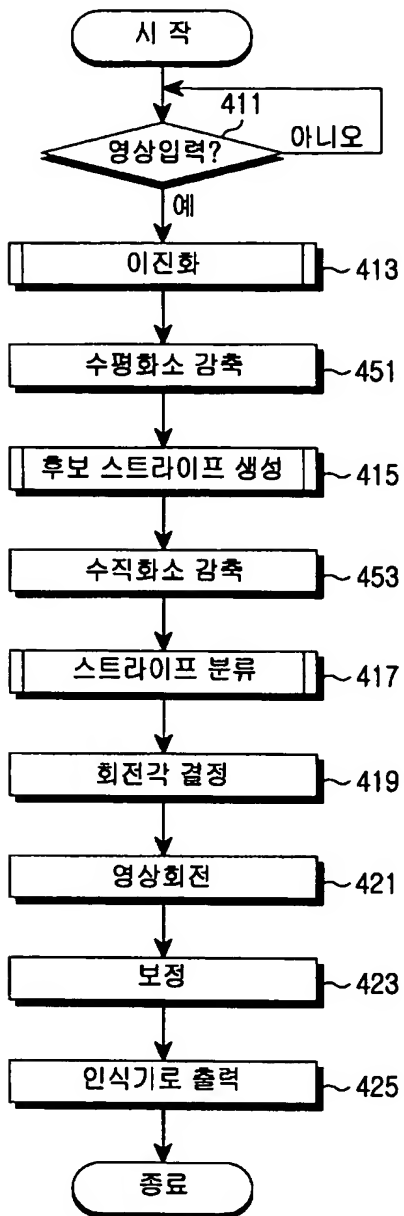 시 작
411
영상입력?
아니오
예
이진화
413
수평화소 감축
451
후보 스트라이프 생성
415
수직화소 감축
453
스트라이프 분류
417
회전각 결정
419
영상회전
421
보정
423
인식기로 출력
425
종료